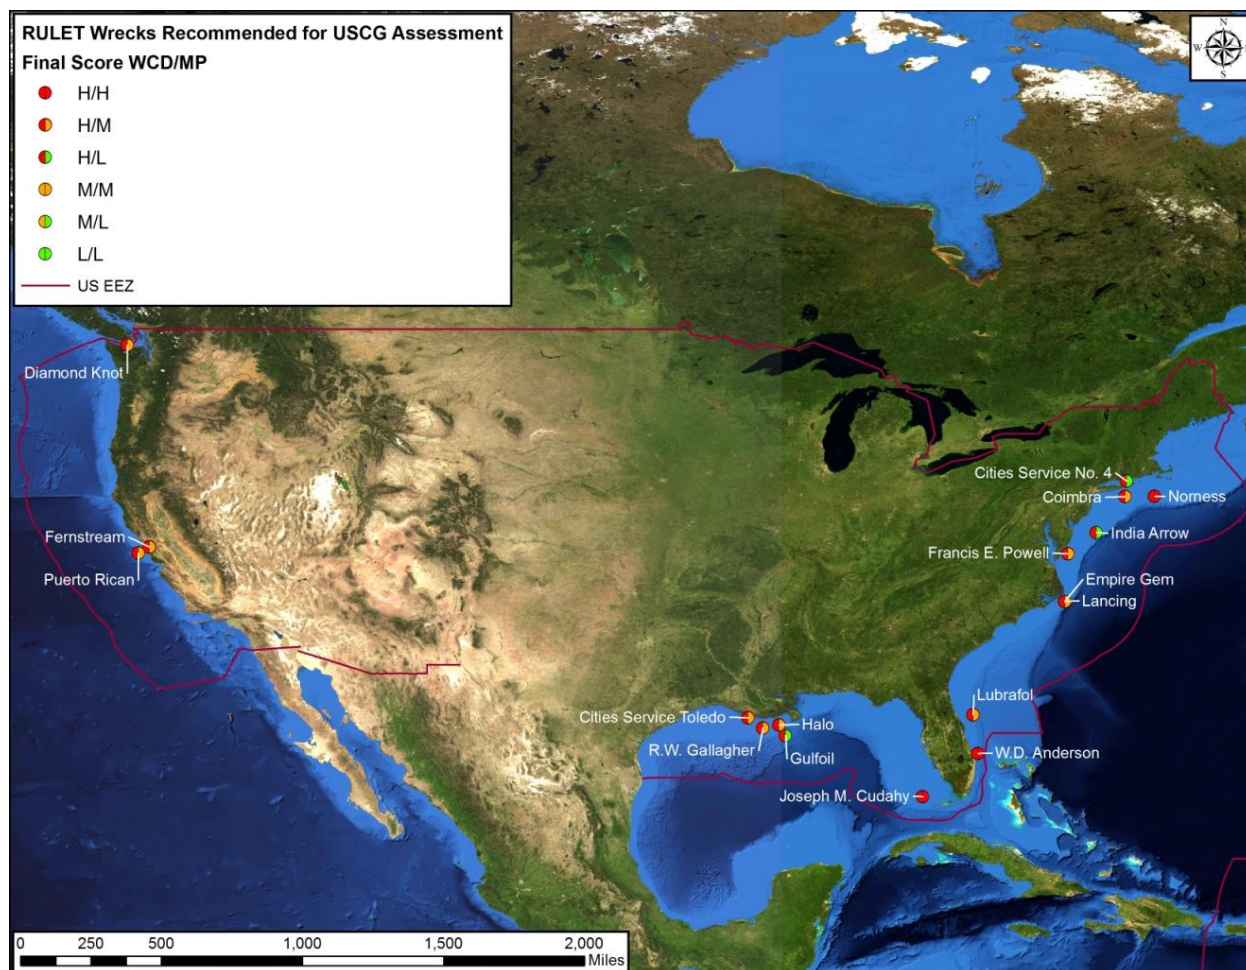 RULET Wrecks Recommended for USCG Assessment
Final Score WCD/MP
H/H
H/M
H/L
M/M
M/L
L/L
US EEZ
N
W E
S
Diamond Knot
Cities Service No. 4
Coimbra
Norness
India Arrow
Fernstream
Francis E. Powell
Puerto Rican
Empire Gem
Lancing
Lubrafol
Cities Service Toledo
Halo
R.W. Gallagher
Gulfoil
W.D. Anderson
Joseph M. Cudahy
0 250 500 1,000 1,500 2,000
Miles